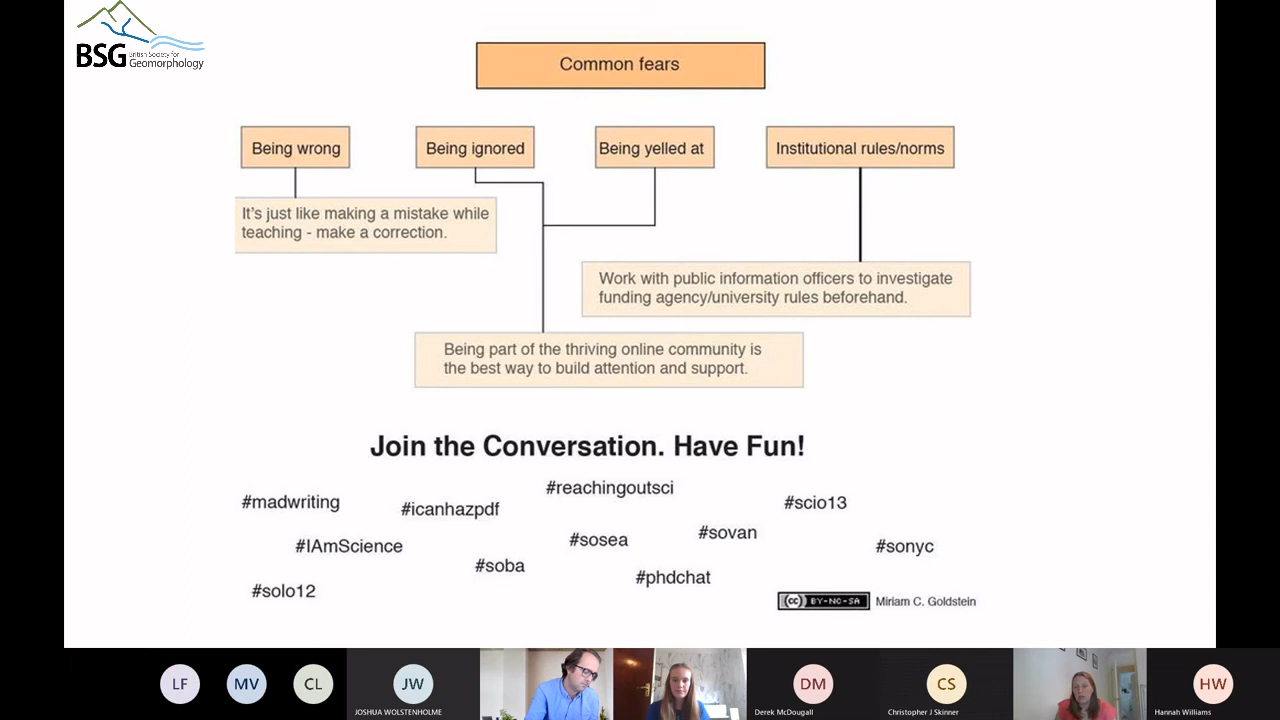 BSG British Society for
Geomorphology
Common fears
Being wrong
Being ignored
Being yelled at
Institutional rules/norms
It's just like making a mistake while
teaching - make a correction.
Work with public information officers to investigate
funding agency/university rules beforehand.
Being part of the thriving online community is
the best way to build attention and support.
Join the Conversation. Have Fun!
#reachingoutsci
#madwriting
#icanhazpdf
#scio13
#IAmScience
#sosea
#sovan
#sonyc
#soba
#phdchat
#solo12
cc BY-NC-SA Miriam C. Goldstein
LF
MV
CL
JW
DM
CS
HW
JOSHUA WOLSTENHOLME
Derek McDougall
Christopher J Skinner
Hannah Williams